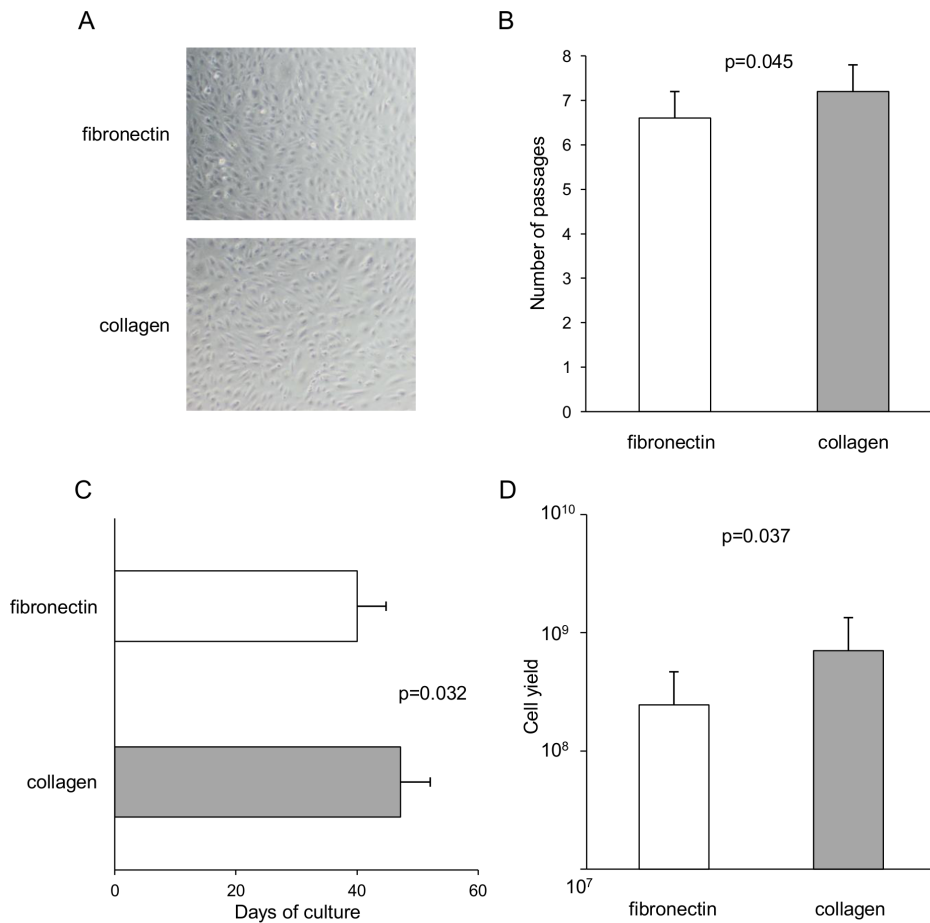 A
fibronectin
collagen
B
p=0.045
Number of passages
8
7
6
5
4
3
2
1
0
fibronectin
collagen
C
fibronectin
p=0.032
collagen
0
20
40
60
Days of culture
D
p=0.037
Cell yield
10¹⁰
10⁹
10⁸
10⁷
fibronectin
collagen